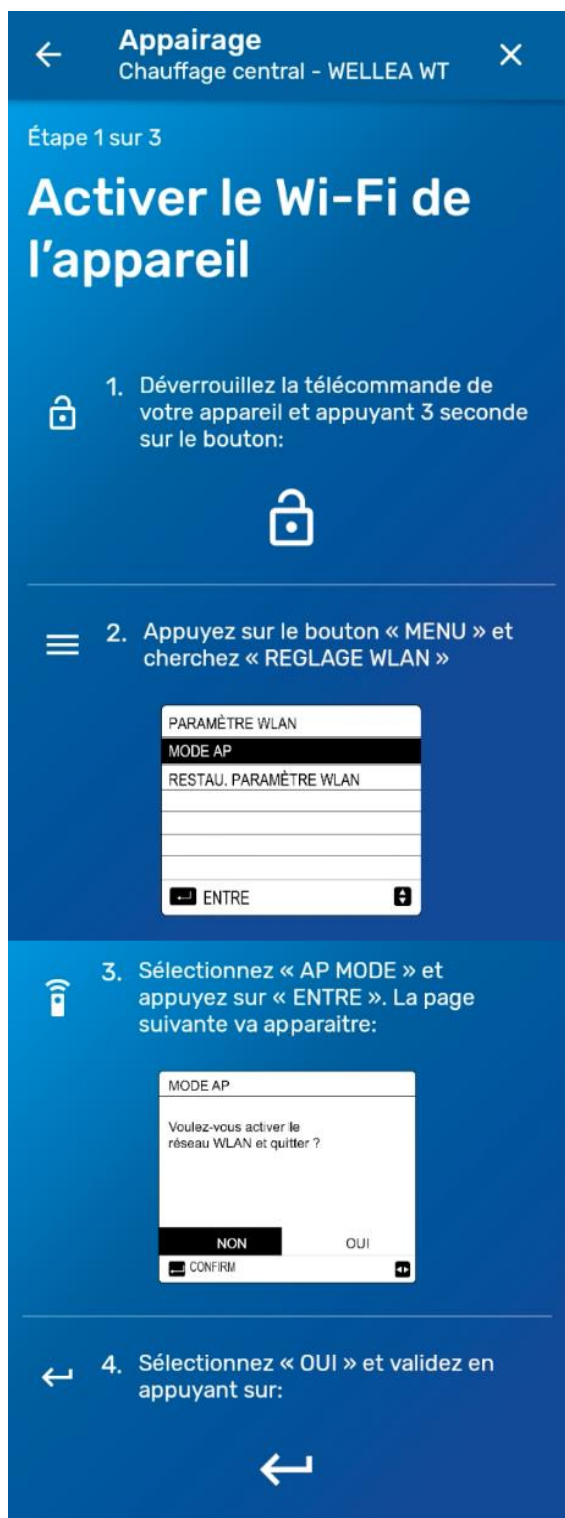 Appairage
Chauffage central - WELLEA WT
Étape 1 sur 3
Activer le Wi-Fi de
l'appareil
1. Déverrouillez la télécommande de
votre appareil et appuyant 3 seconde
sur le bouton:
2. Appuyez sur le bouton « MENU » et
cherchez « REGLAGE WLAN »
PARAMÈTRE WLAN
MODE AP
RESTAU. PARAMÈTRE WLAN
ENTRE
3. Sélectionnez « AP MODE » et
appuyez sur « ENTRE ». La page
suivante va apparaitre:
MODE AP
Voulez-vous activer le
réseau WLAN et quitter ?
NON OUI
CONFIRM
4. Sélectionnez « OUI » et validez en
appuyant sur: